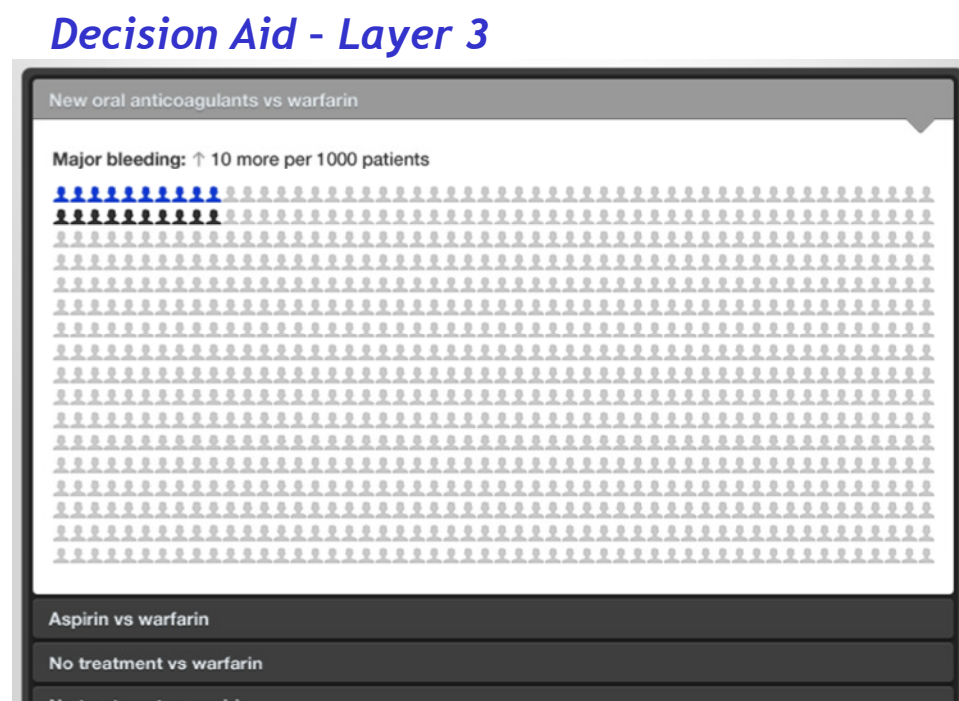 Decision Aid – Layer 3
New oral anticoagulants vs warfarin
Major bleeding: ↑ 10 more per 1000 patients
Aspirin vs warfarin
No treatment vs warfarin